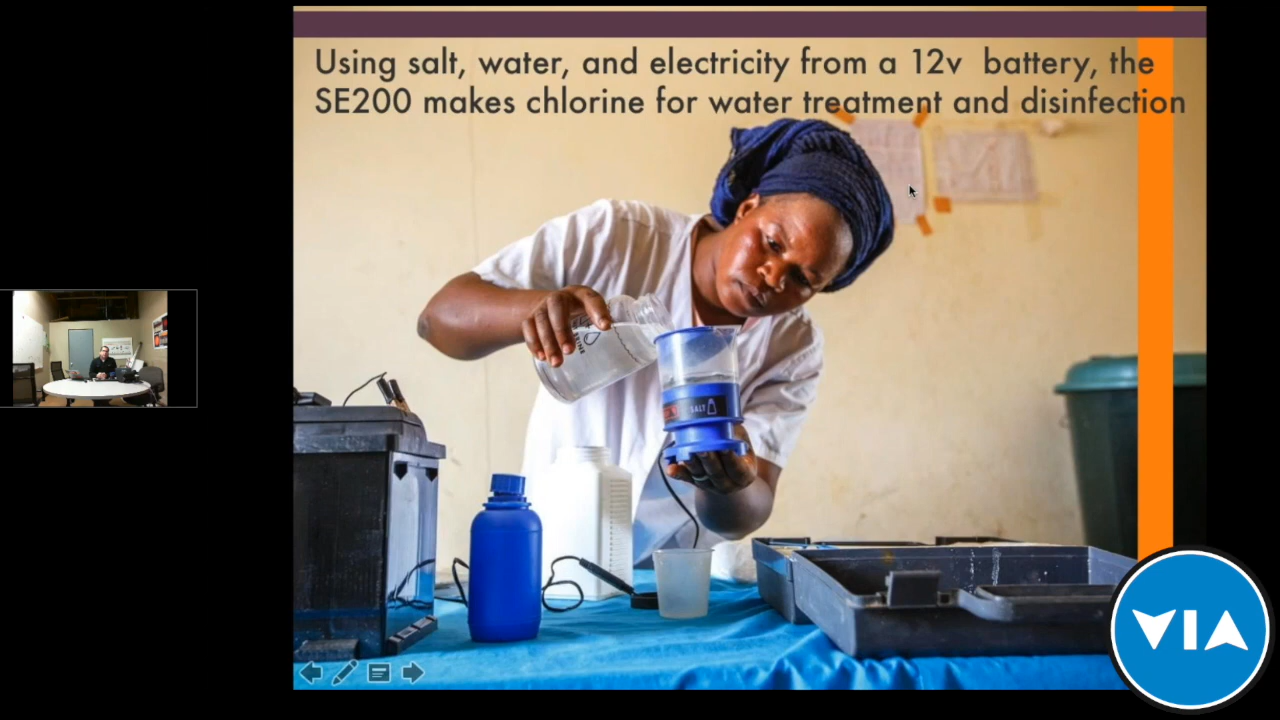 Using salt, water, and electricity from a 12v battery, the
SE200 makes chlorine for water treatment and disinfection
SALT
VIA